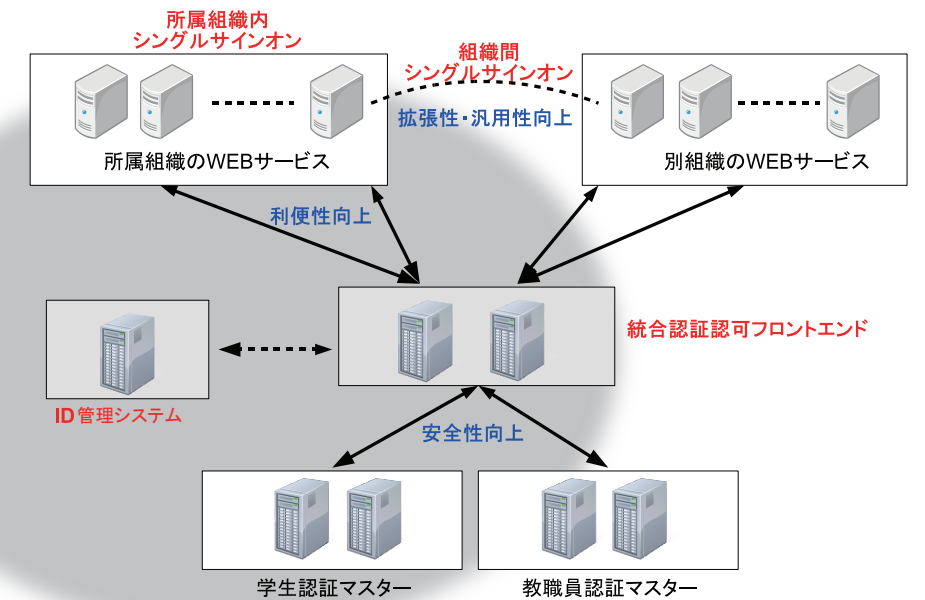 所属組織内
シングルサインオン
組織間
シングルサインオン
拡張性・汎用性向上
所属組織のWEBサービス
別組織のWEBサービス
利便性向上
統合認証認可フロントエンド
ID管理システム
安全性向上
学生認証マスター
教職員認証マスター